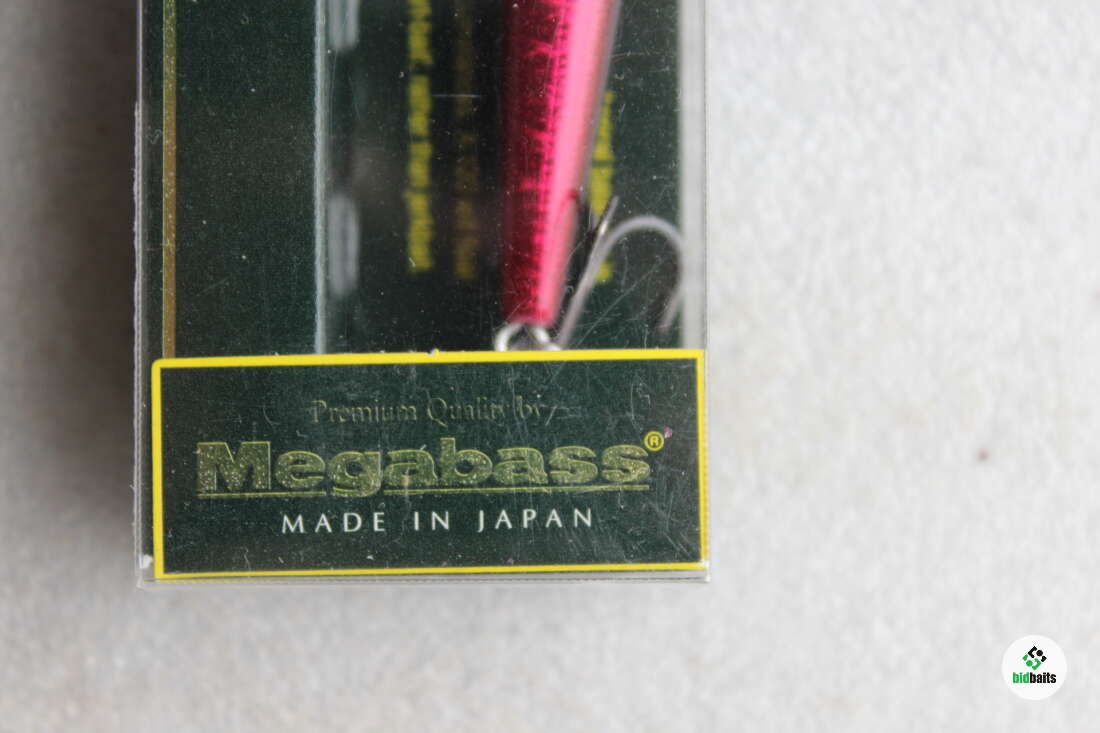 Premium Quality by
Megabass®
MADE IN JAPAN
bidbaits